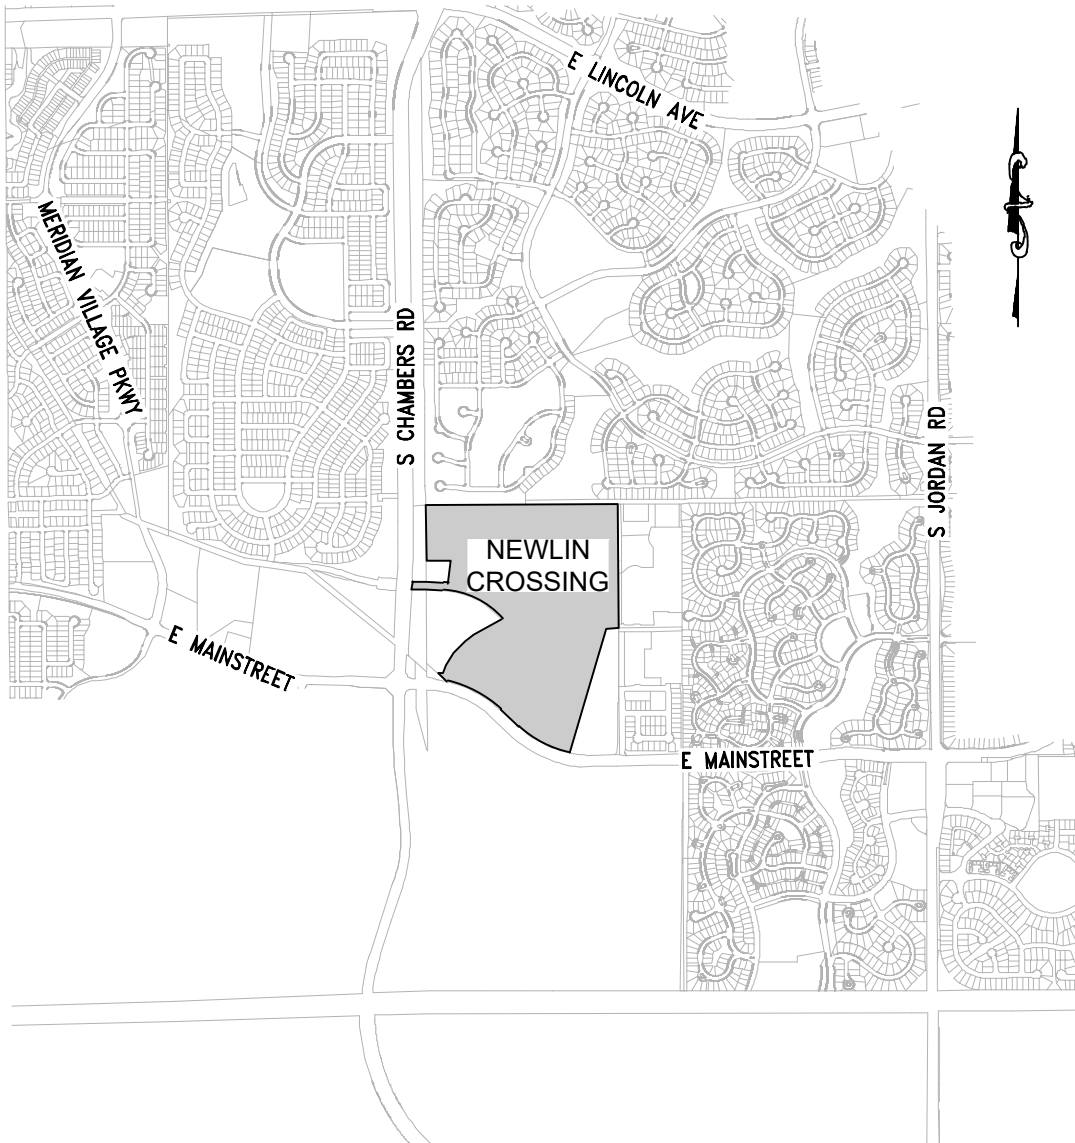 E LINCOLN AVE
MERIDIAN VILLAGE PKWY
S CHAMBERS RD
S JORDAN RD
NEWLIN
CROSSING
E MAINSTREET
E MAINSTREET